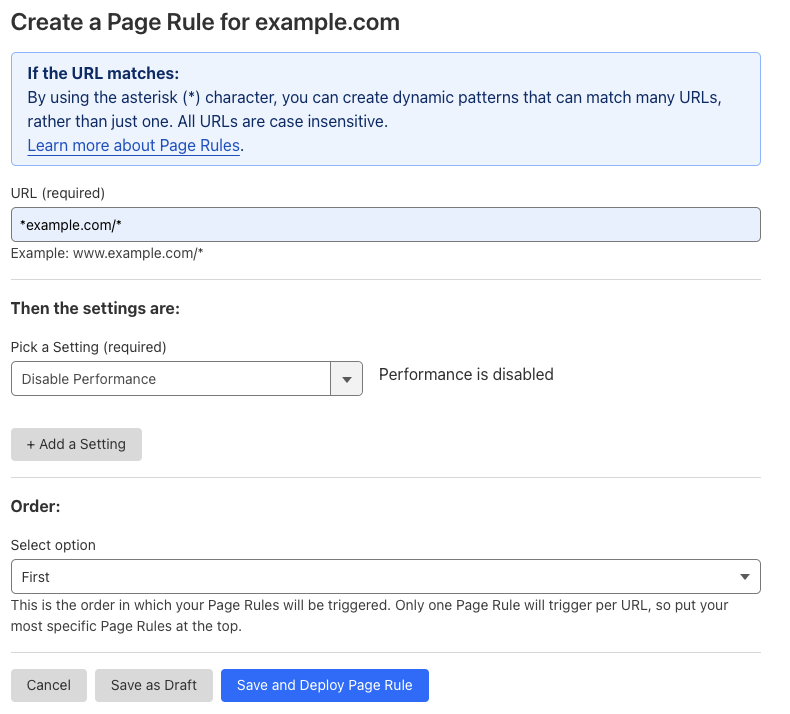 Create a Page Rule for example.com
If the URL matches:
By using the asterisk (*) character, you can create dynamic patterns that can match many URLs,
rather than just one. All URLs are case insensitive.
Learn more about Page Rules.
URL (required)
*example.com/*
Example: www.example.com/*
Then the settings are:
Pick a Setting (required)
Disable Performance
Performance is disabled
+ Add a Setting
Order:
Select option
First
This is the order in which your Page Rules will be triggered. Only one Page Rule will trigger per URL, so put your
most specific Page Rules at the top.
Cancel
Save as Draft
Save and Deploy Page Rule